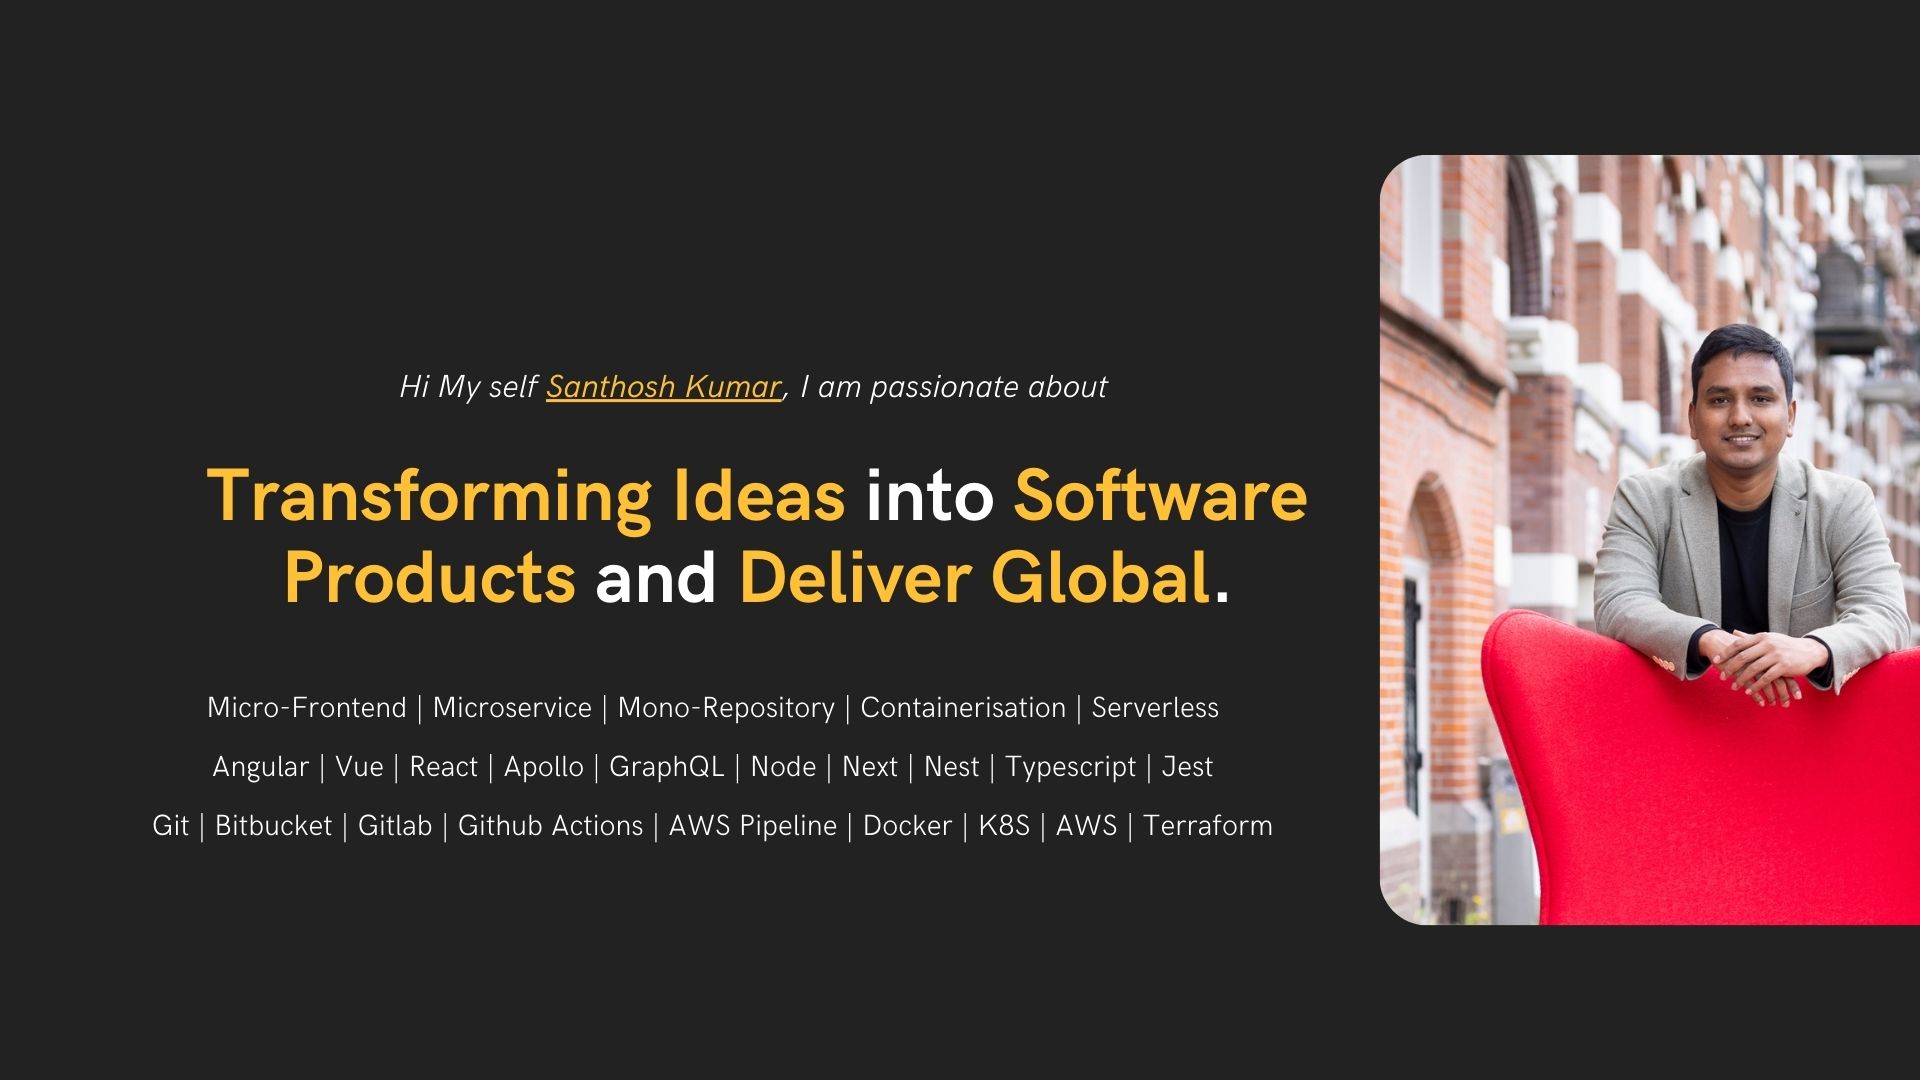 Hi My self Santhosh Kumar, I am passionate about
Transforming Ideas into Software
Products and Deliver Global.
Micro-Frontend | Microservice | Mono-Repository | Containerisation | Serverless
Angular | Vue | React | Apollo | GraphQL | Node | Next | Nest | Typescript | Jest
Git | Bitbucket | Gitlab | Github Actions | AWS Pipeline | Docker | K8S | AWS | Terraform